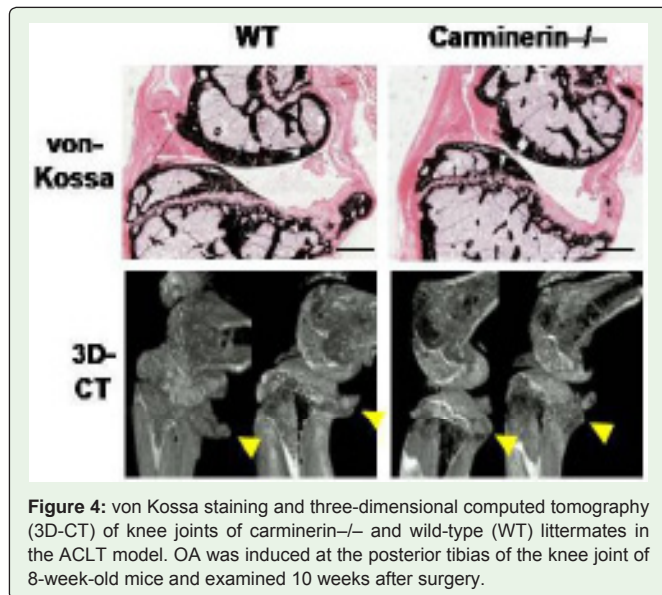 WT
Carminerin–/–
von-
Kossa
3D-
CT
Figure 4: von Kossa staining and three-dimensional computed tomography
(3D-CT) of knee joints of carminerin–/– and wild-type (WT) littermates in
the ACLT model. OA was induced at the posterior tibias of the knee joint of
8-week-old mice and examined 10 weeks after surgery.